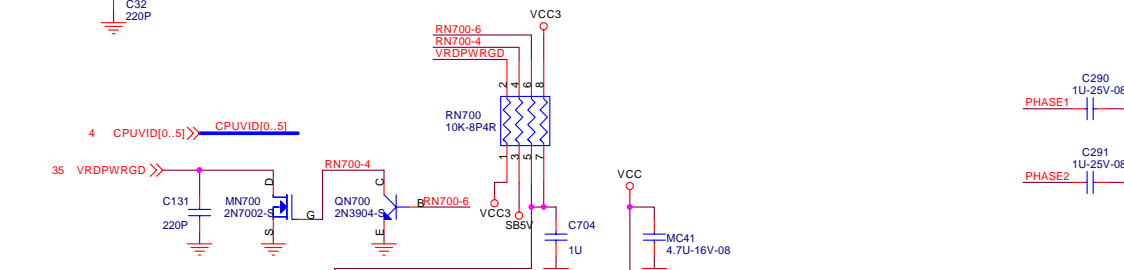 C32
220P
VCC3
RN700-6
RN700-4
VRDPWRGD
2
4
6
8
RN700
10K-8P4R
1
3
5
7
VCC3
SB5V
C704
1U
VCC
MC41
4.7U-16V-08
C290
1U-25V-08
PHASE1
C291
1U-25V-08
PHASE2
4 CPUVID[0..5]
CPUVID[0..5]
35 VRDPWRGD
C131
220P
D
MN700
2N7002-S
G
S
RN700-4
C
QN700
2N3904-S
B
RN700-6
E